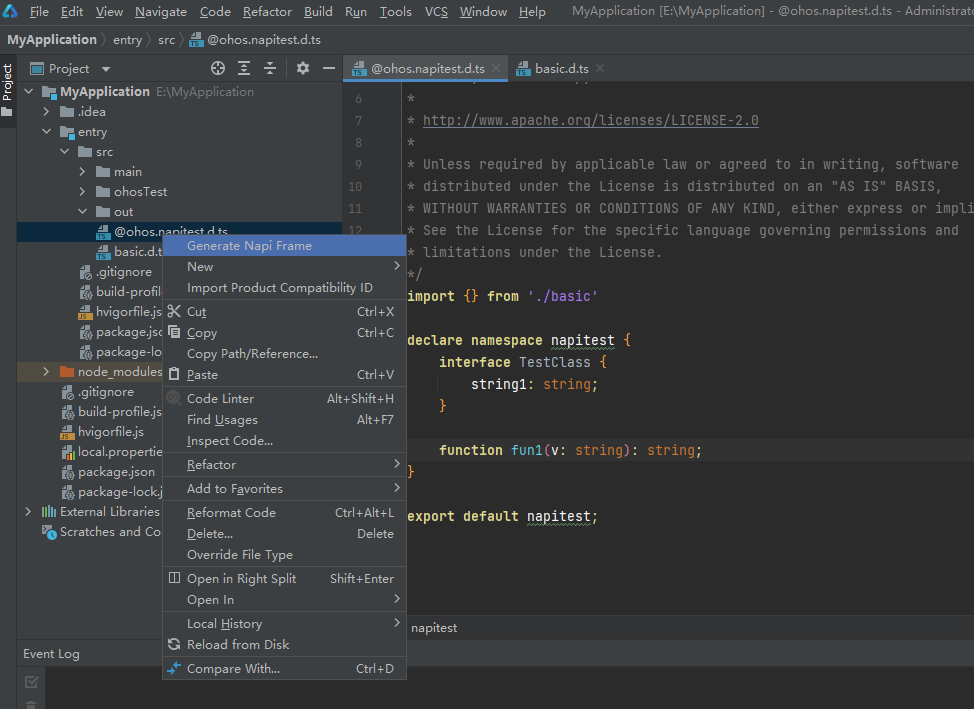 File Edit View Navigate Code Refactor Build Run Tools VCS Window Help MyApplication [E:\MyApplication] - @ohos.napitest.d.ts - Administrato
MyApplication entry src @ohos.napitest.d.ts
Project
Project
@ohos.napitest.d.ts
basic.d.ts
MyApplication E:\MyApplication
.idea
entry
src
main
ohosTest
out
@ohos.napitest.d.ts
basic.d.t
.gitignore
build-profil
hvigorfile.js
package.jso
package-lo
node_modules
.gitignore
build-profile.js
hvigorfile.js
local.propertie
package.json
package-lock.j
External Libraries
Scratches and Co
Generate Napi Frame
New
Import Product Compatibility ID
Cut Ctrl+X
Copy Ctrl+C
Copy Path/Reference...
Paste Ctrl+V
Code Linter Alt+Shift+H
Find Usages Alt+F7
Inspect Code...
Refactor
Add to Favorites
Reformat Code Ctrl+Alt+L
Delete... Delete
Override File Type
Open in Right Split Shift+Enter
Open In
Local History
Reload from Disk
Compare With... Ctrl+D
6 *
7 * http://www.apache.org/licenses/LICENSE-2.0
8 *
9 * Unless required by applicable law or agreed to in writing, software
10 * distributed under the License is distributed on an "AS IS" BASIS,
11 * WITHOUT WARRANTIES OR CONDITIONS OF ANY KIND, either express or impli
12 * See the License for the specific language governing permissions and
* limitations under the License.
*/
import {} from './basic'
declare namespace napitest {
interface TestClass {
string1: string;
}
function fun1(v: string): string;
}
export default napitest;
napitest
Event Log